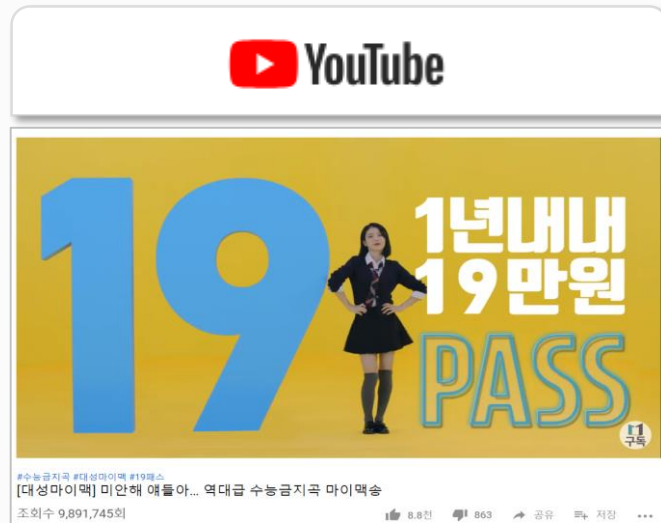 YouTube
19
1년내내
19만원
PASS
구독
#수능금지곡 #대성마이맥 #19패스
[대성마이맥] 미안해 얘들아... 역대급 수능금지곡 마이맥송
조회수 9,891,745회
8.8천 863 공유 저장